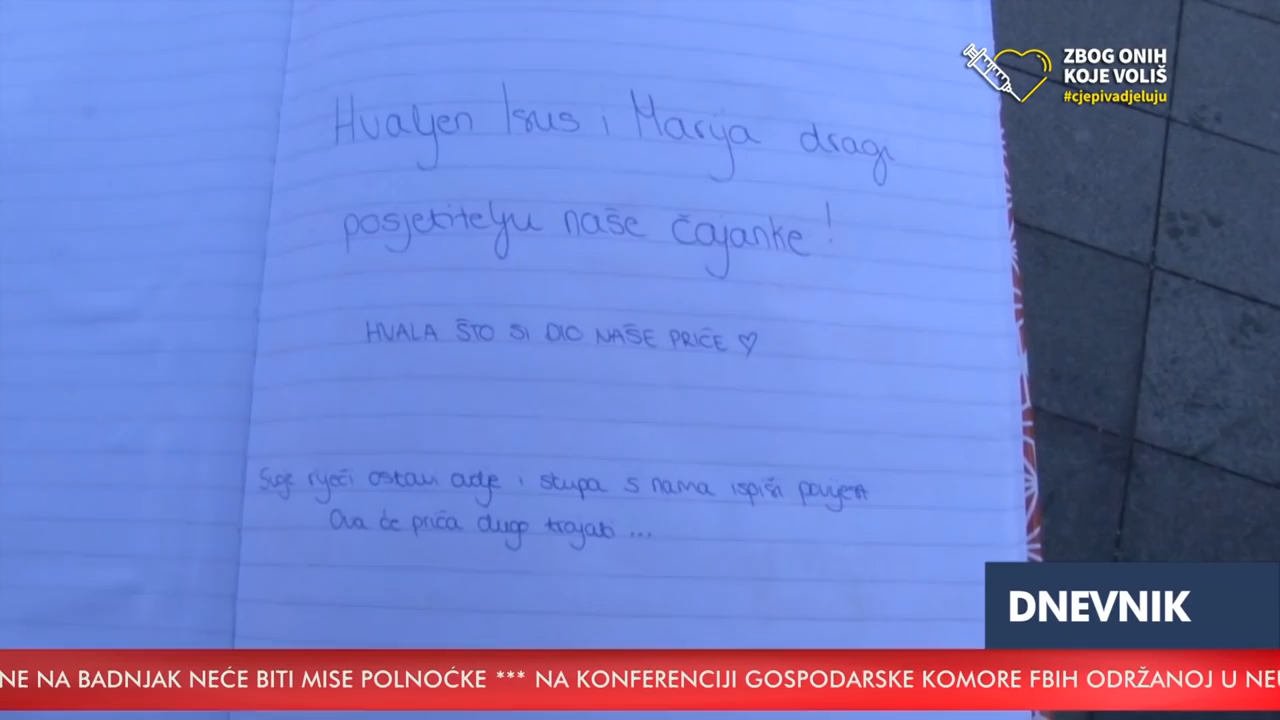 ZBOG ONIH
KOJE VOLIŠ
#cjepivadjeluju
Hvaljen Isus i Marija dragi
posjetitelju naše čajanke!
HVALA ŠTO SI DIO NAŠE PRIČE ♡
Svoje riječi ostavi ovdje i stupa s nama ispiši povijest
Ova će priča dugo trajati ...
DNEVNIK
NE NA BADNJAK NEĆE BITI MISE POLNOĆKE *** NA KONFERENCIJI GOSPODARSKE KOMORE FBIH ODRŽANOJ U NEU